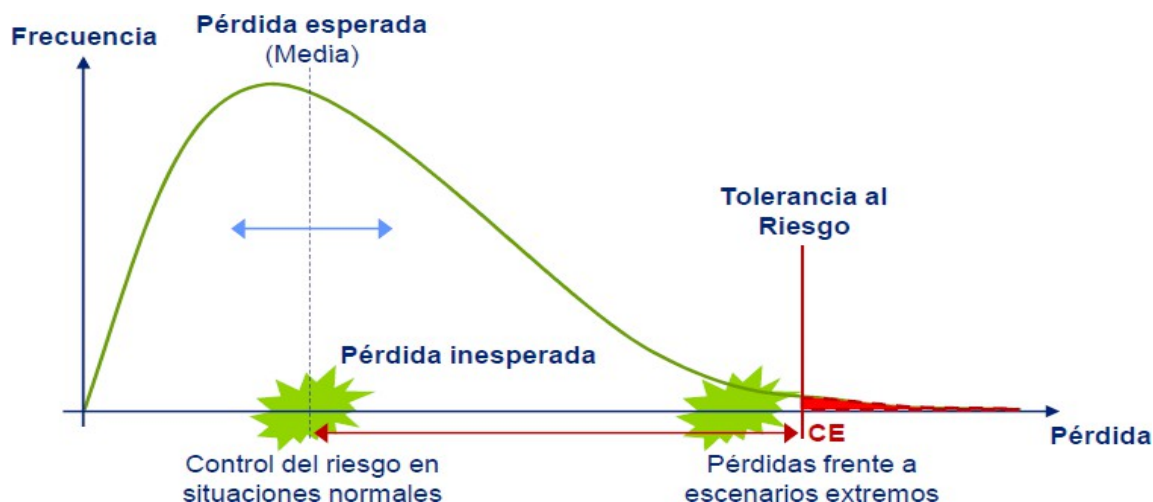 Frecuencia
Pérdida esperada
(Media)
Tolerancia al
Riesgo
Pérdida inesperada
CE
Pérdida
Control del riesgo en
situaciones normales
Pérdidas frente a
escenarios extremos